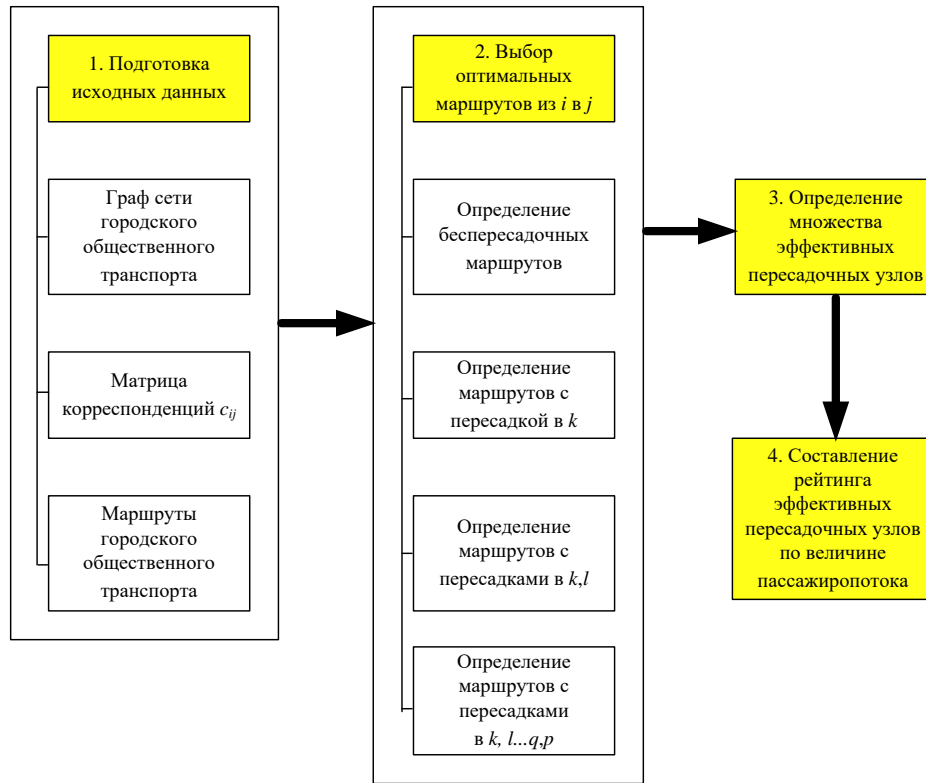 1. Подготовка
исходных данных
Граф сети
городского
общественного
транспорта
Матрица
корреспонденций cij
Маршруты
городского
общественного
транспорта
2. Выбор
оптимальных
маршрутов из i в j
Определение
беспересадочных
маршрутов
Определение
маршрутов с
пересадкой в k
Определение
маршрутов с
пересадками в k,l
Определение
маршрутов с
пересадками
в k, l...q,p
3. Определение
множества
эффективных
пересадочных узлов
4. Составление
рейтинга
эффективных
пересадочных узлов
по величине
пассажиропотока